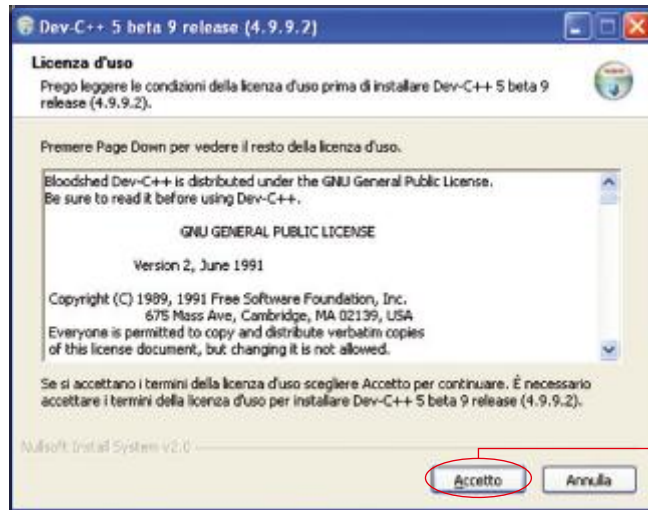 Dev-C++ 5 beta 9 release (4.9.9.2)
Licenza d'uso
Prego leggere le condizioni della licenza d'uso prima di installare Dev-C++ 5 beta 9
release (4.9.9.2).
Premere Page Down per vedere il resto della licenza d'uso.
Bloodshed Dev-C++ is distributed under the GNU General Public License.
Be sure to read it before using Dev-C++.
GNU GENERAL PUBLIC LICENSE
Version 2, June 1991
Copyright (C) 1989, 1991 Free Software Foundation, Inc.
675 Mass Ave, Cambridge, MA 02139, USA
Everyone is permitted to copy and distribute verbatim copies
of this license document, but changing it is not allowed.
Se si accettano i termini della licenza d'uso scegliere Accetto per continuare. É necessario
accettare i termini della licenza d'uso per installare Dev-C++ 5 beta 9 release (4.9.9.2).
Nullsoft Install System v2.0
Accetto
Annulla